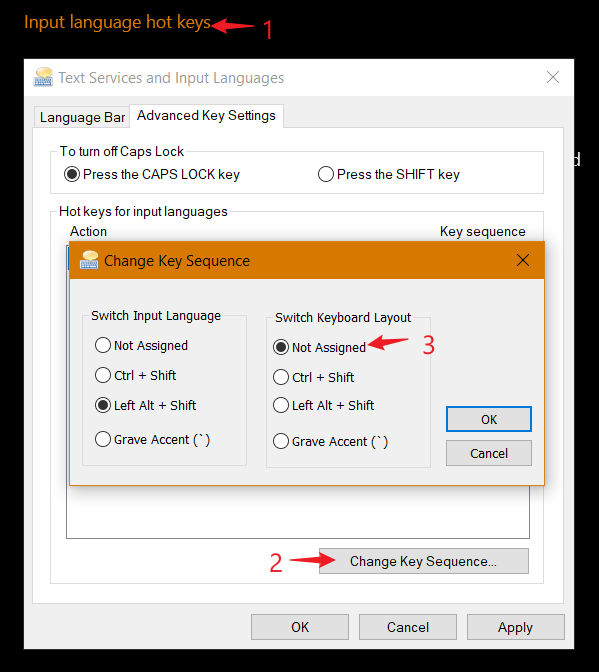 Input language hot keys 1
Text Services and Input Languages
Language Bar Advanced Key Settings
To turn off Caps Lock
Press the CAPS LOCK key Press the SHIFT key
Hot keys for input languages
Action Key sequence
Change Key Sequence
Switch Input Language Switch Keyboard Layout
Not Assigned Not Assigned 3
Ctrl + Shift Ctrl + Shift
Left Alt + Shift Left Alt + Shift
Grave Accent (`) Grave Accent (`)
OK
Cancel
2 Change Key Sequence...
OK Cancel Apply